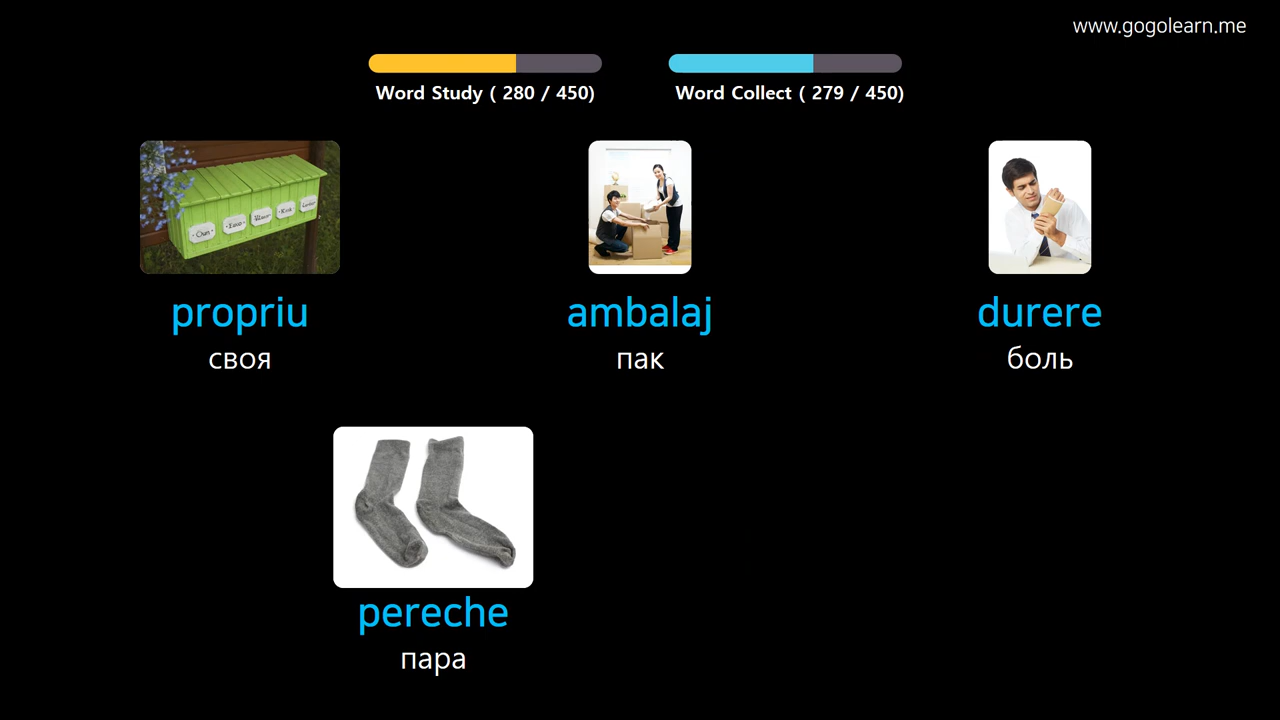 www.gogolearn.me
Word Study ( 280 / 450)
Word Collect ( 279 / 450)
propriu
ambalaj
durere
своя
пак
боль
pereche
пара